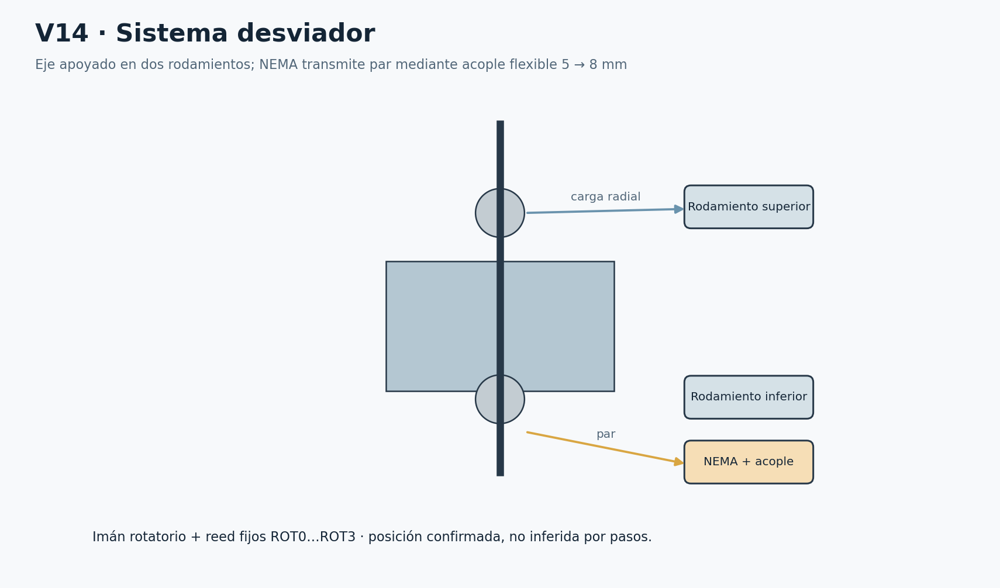 V14 · Sistema desviador
Eje apoyado en dos rodamientos; NEMA transmite par mediante acople flexible 5 → 8 mm
carga radial
Rodamiento superior
Rodamiento inferior
par
NEMA + acople
Imán rotatorio + reed fijos ROT0…ROT3 · posición confirmada, no inferida por pasos.